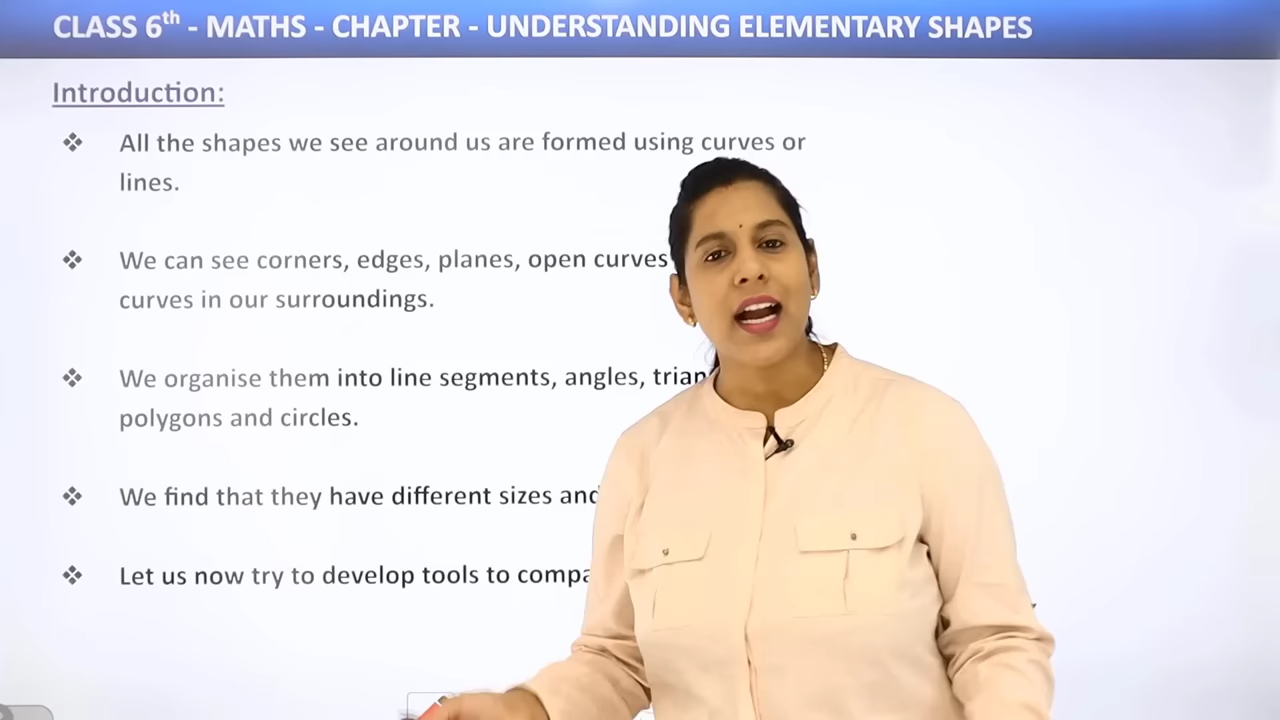 CLASS 6th - MATHS - CHAPTER - UNDERSTANDING ELEMENTARY SHAPES
Introduction:
❖ All the shapes we see around us are formed using curves or
lines.
❖ We can see corners, edges, planes, open curves
curves in our surroundings.
❖ We organise them into line segments, angles,
polygons and circles.
❖ We find that they have different sizes and
❖ Let us now try to develop tools to